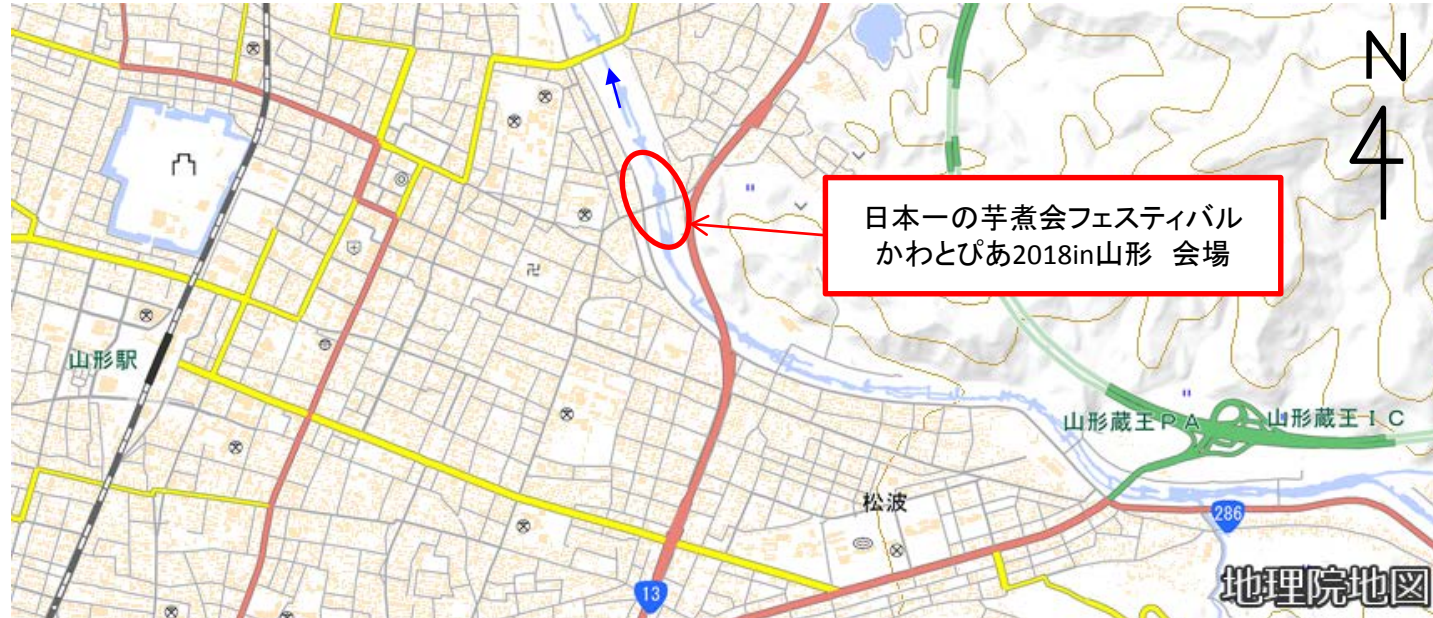 N
日本一の芋煮会フェスティバル
かわとぴあ2018in山形　会場
山形駅
山形蔵王ＰＡ
山形蔵王ＩＣ
松波
286
13
地理院地図